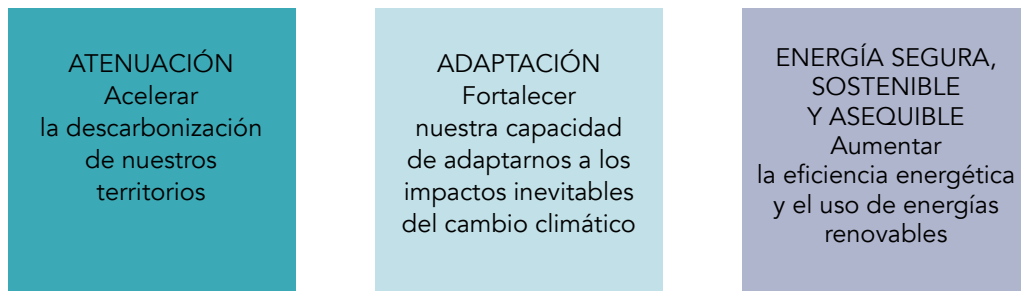 ATENUACIÓN
Acelerar
la descarbonización
de nuestros
territorios
ADAPTACIÓN
Fortalecer
nuestra capacidad
de adaptarnos a los
impactos inevitables
del cambio climático
ENERGÍA SEGURA,
SOSTENIBLE
Y ASEQUIBLE
Aumentar
la eficiencia energética
y el uso de energías
renovables